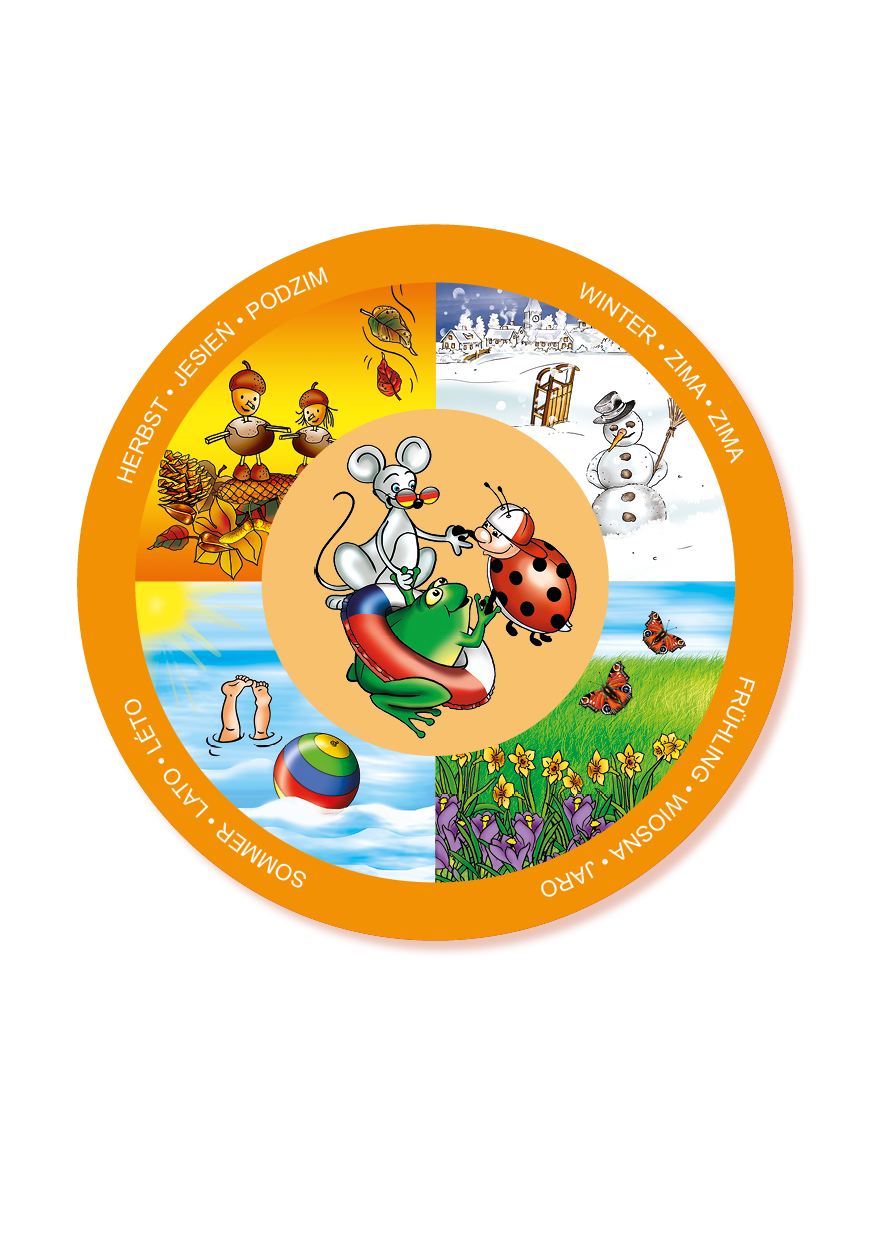 HERBST • JESIEŃ • PODZIM
WINTER • ZIMA • ZIMA
FRÜHLING • WIOSNA • JARO
SOMMER • LATO • LÉTO